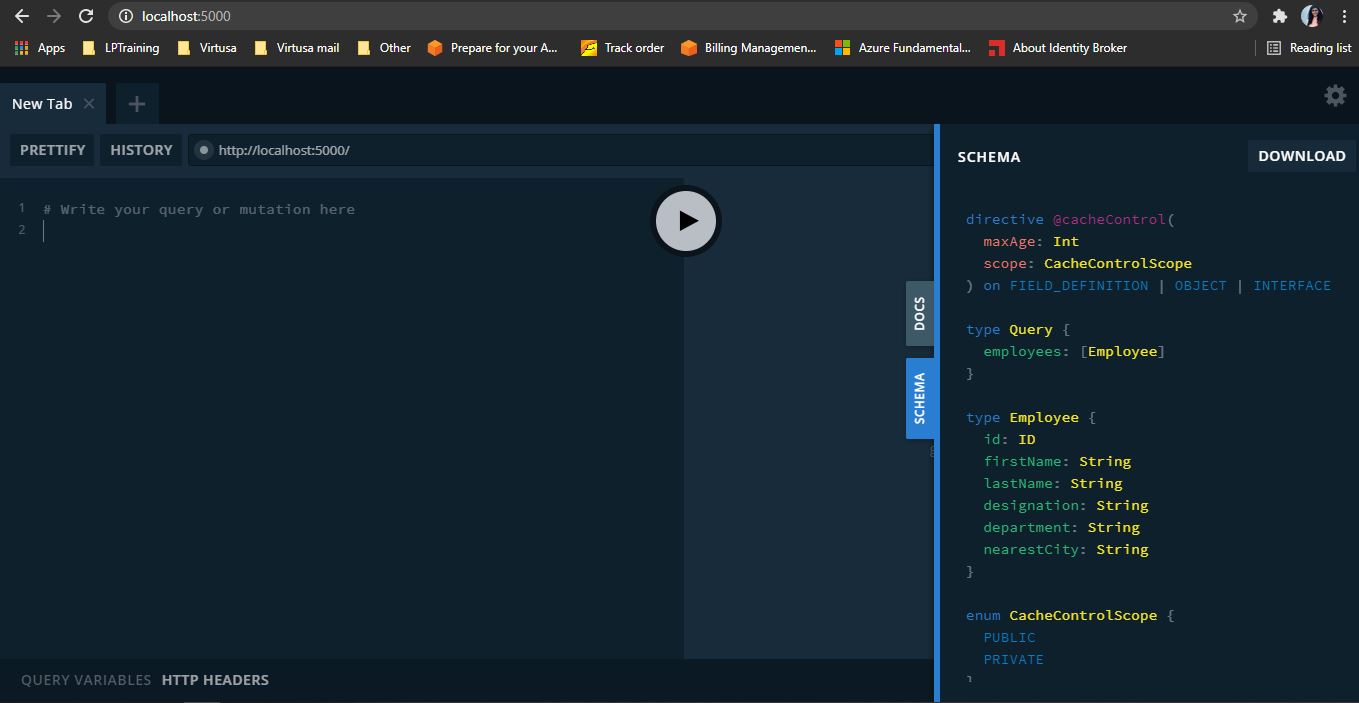 localhost:5000
Apps LPTraining Virtusa Virtusa mail Other Prepare for your A... Track order Billing Managemen... Azure Fundamental... About Identity Broker Reading list
New Tab
PRETTIFY HISTORY http://localhost:5000/
1 # Write your query or mutation here
2
DOCS
SCHEMA
SCHEMA DOWNLOAD
directive @cacheControl(
maxAge: Int
scope: CacheControlScope
) on FIELD_DEFINITION | OBJECT | INTERFACE
type Query {
employees: [Employee]
}
type Employee {
id: ID
firstName: String
lastName: String
designation: String
department: String
nearestCity: String
}
enum CacheControlScope {
PUBLIC
PRIVATE
}
QUERY VARIABLES HTTP HEADERS